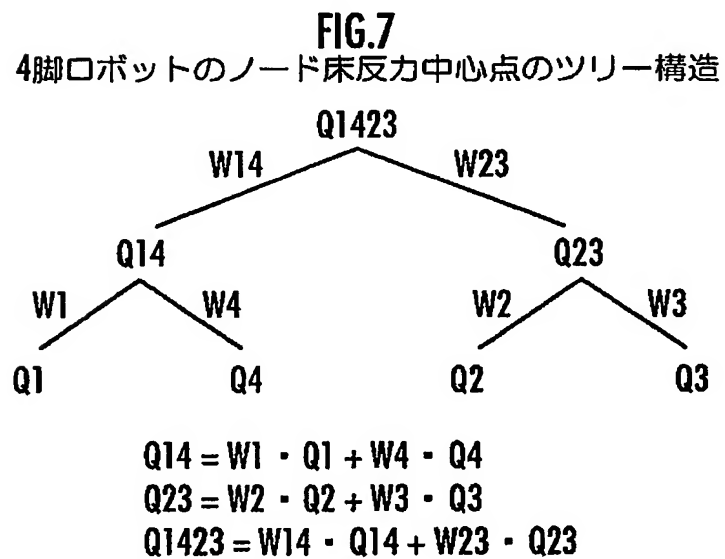 FIG.7
4脚ロボットのノード床反力中心点のツリー構造
Q1423
W14 W23
Q14 Q23
W1 W4 W2 W3
Q1 Q4 Q2 Q3
Q14 = W1・Q1 + W4・Q4
Q23 = W2・Q2 + W3・Q3
Q1423 = W14・Q14 + W23・Q23